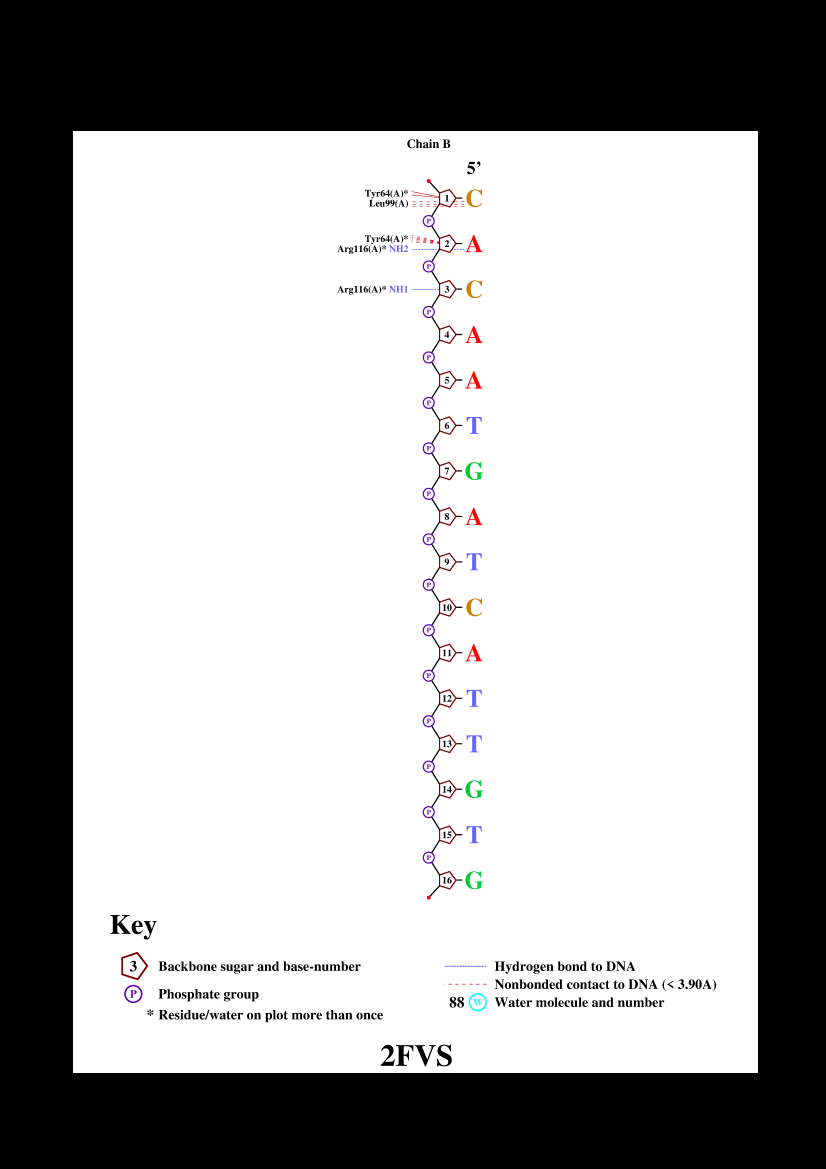 Chain B
5’
Tyr64(A)* 1 C
Leu99(A)
P
Tyr64(A)* 2 A
Arg116(A)* NH2
P
Arg116(A)* NH1 3 C
P
4 A
P
5 A
P
6 T
P
7 G
P
8 A
P
9 T
P
10 C
P
11 A
P
12 T
P
13 T
P
14 G
P
15 T
P
16 G
Key
3 Backbone sugar and base-number
P Phosphate group
* Residue/water on plot more than once
Hydrogen bond to DNA
Nonbonded contact to DNA (< 3.90A)
88 W Water molecule and number
2FVS